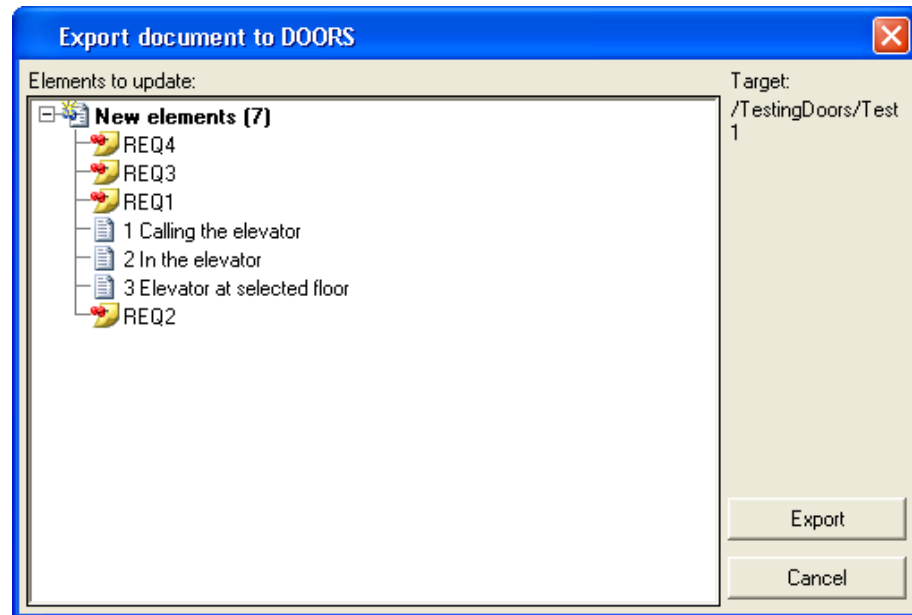 Export document to DOORS
Elements to update:
New elements (7)
REQ4
REQ3
REQ1
1 Calling the elevator
2 In the elevator
3 Elevator at selected floor
REQ2
Target:
/TestingDoors/Test
1
Export
Cancel